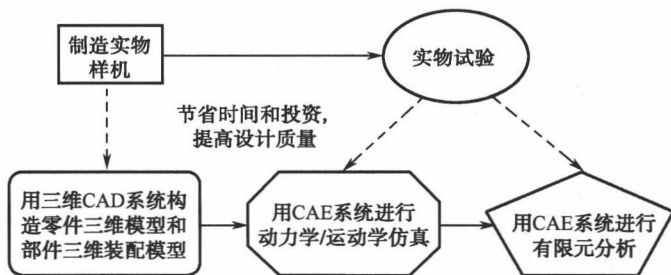 制造实物
样机
实物试验
节省时间和投资,
提高设计质量
用三维CAD系统构
造零件三维模型和
部件三维装配模型
用CAE系统进行
动力学/运动学仿真
用CAE系统进行
有限元分析